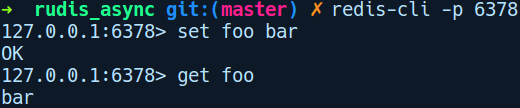 ➜ rudis_async git:(master) ✗ redis-cli -p 6378
127.0.0.1:6378> set foo bar
OK
127.0.0.1:6378> get foo
bar